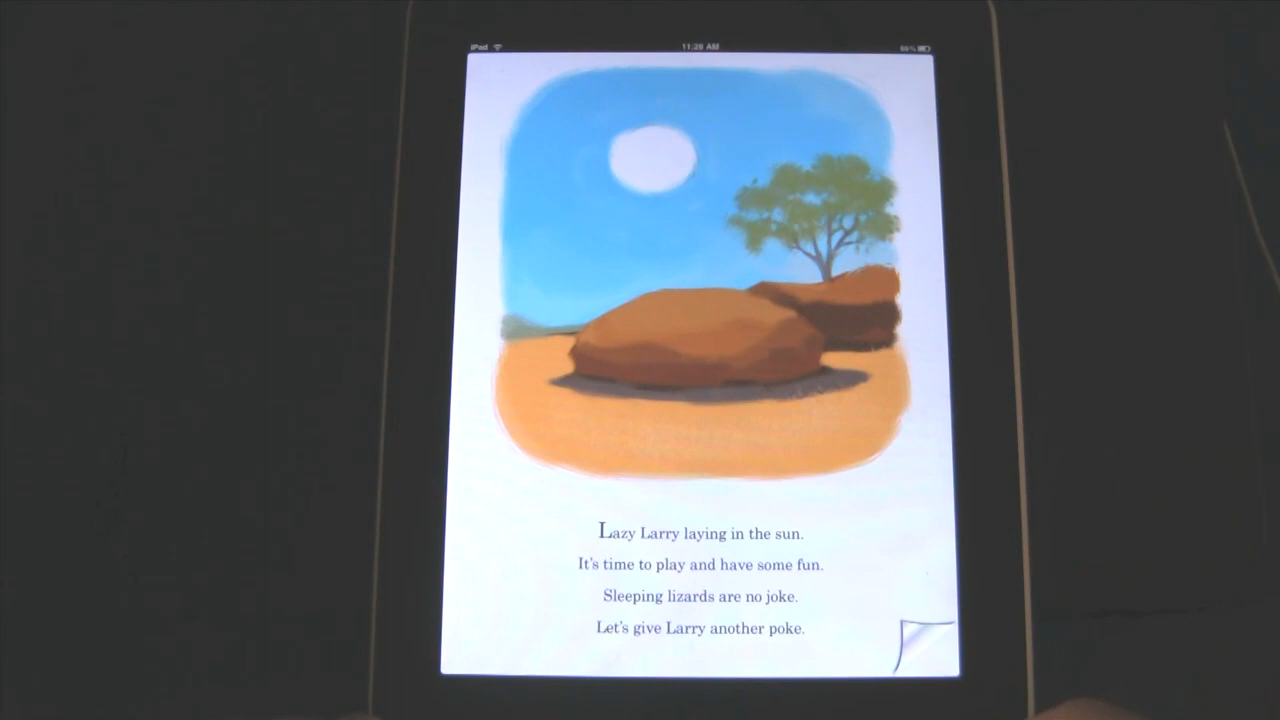 iPad
11:28 AM
Lazy Larry laying in the sun.
It's time to play and have some fun.
Sleeping lizards are no joke.
Let's give Larry another poke.